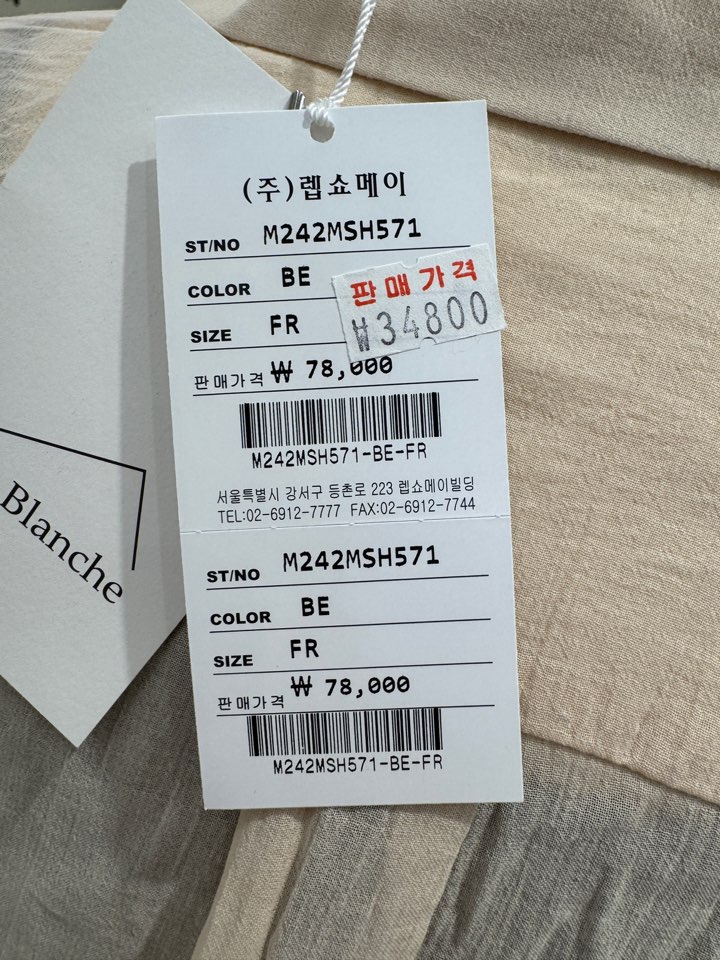 (주)렙쇼메이
ST/NO M242MSH571
COLOR BE
SIZE FR
판매가격
₩34800
판매가격 ₩ 78,000
M242MSH571-BE-FR
서울특별시 강서구 등촌로 223 렙쇼메이빌딩
TEL:02-6912-7777 FAX:02-6912-7744
ST/NO M242MSH571
COLOR BE
SIZE FR
판매가격 ₩ 78,000
M242MSH571-BE-FR
Blanche